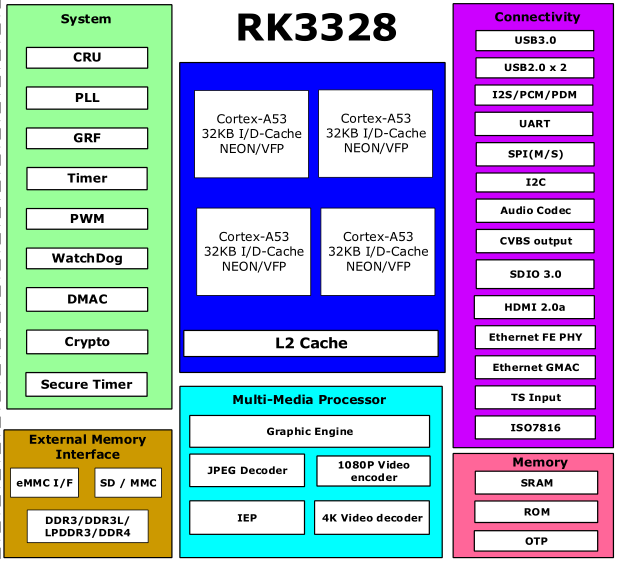 RK3328
System
CRU
PLL
GRF
Timer
PWM
WatchDog
DMAC
Crypto
Secure Timer
External Memory
Interface
eMMC I/F
SD / MMC
DDR3/DDR3L/
LPDDR3/DDR4
Cortex-A53
32KB I/D-Cache
NEON/VFP
Cortex-A53
32KB I/D-Cache
NEON/VFP
Cortex-A53
32KB I/D-Cache
NEON/VFP
Cortex-A53
32KB I/D-Cache
NEON/VFP
L2 Cache
Multi-Media Processor
Graphic Engine
JPEG Decoder
1080P Video
encoder
IEP
4K Video decoder
Connectivity
USB3.0
USB2.0 x 2
I2S/PCM/PDM
UART
SPI(M/S)
I2C
Audio Codec
CVBS output
SDIO 3.0
HDMI 2.0a
Ethernet FE PHY
Ethernet GMAC
TS Input
ISO7816
Memory
SRAM
ROM
OTP